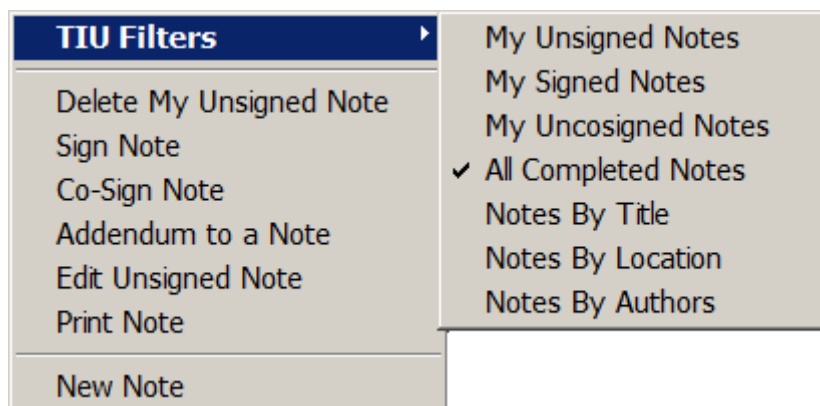 TIU Filters
Delete My Unsigned Note
Sign Note
Co-Sign Note
Addendum to a Note
Edit Unsigned Note
Print Note
New Note
My Unsigned Notes
My Signed Notes
My Uncosigned Notes
All Completed Notes
Notes By Title
Notes By Location
Notes By Authors